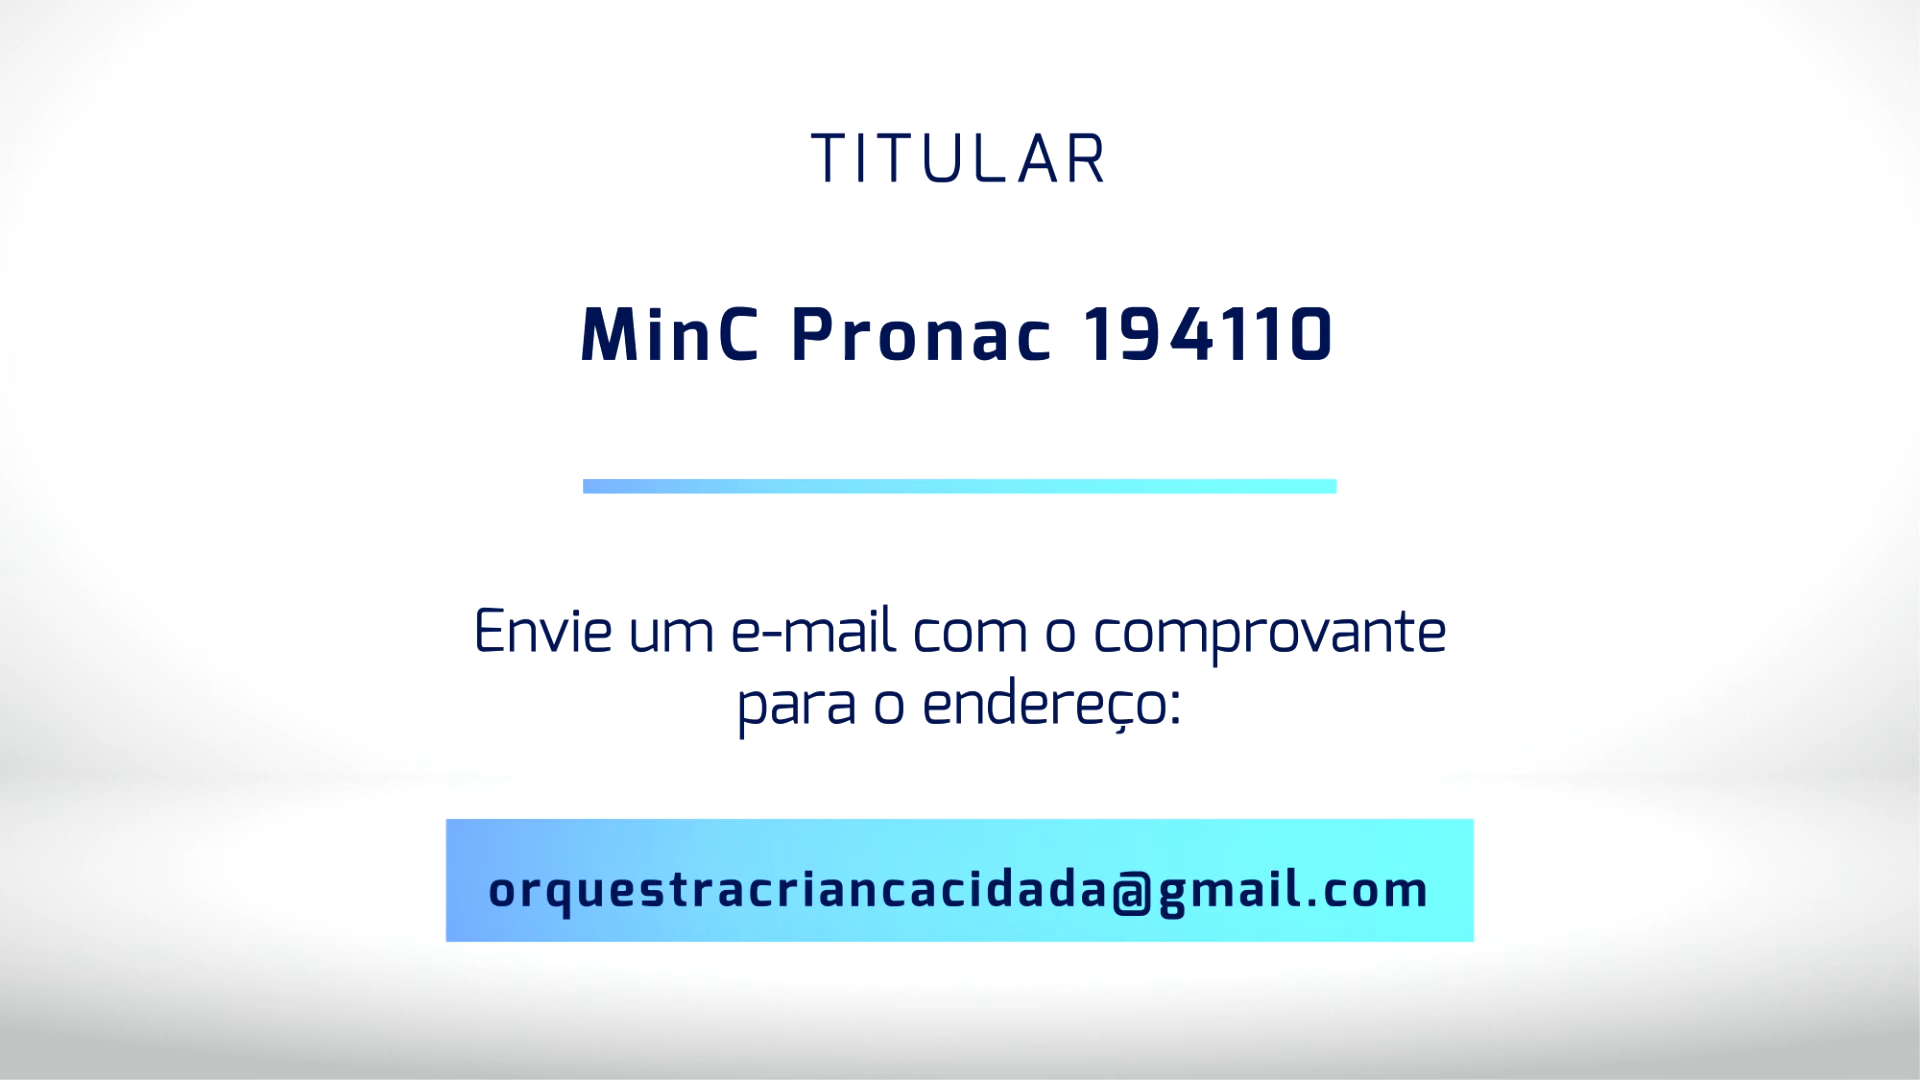 TITULAR
MinC Pronac 194110
Envie um e-mail com o comprovante
para o endereço:
orquestracriancacidada@gmail.com